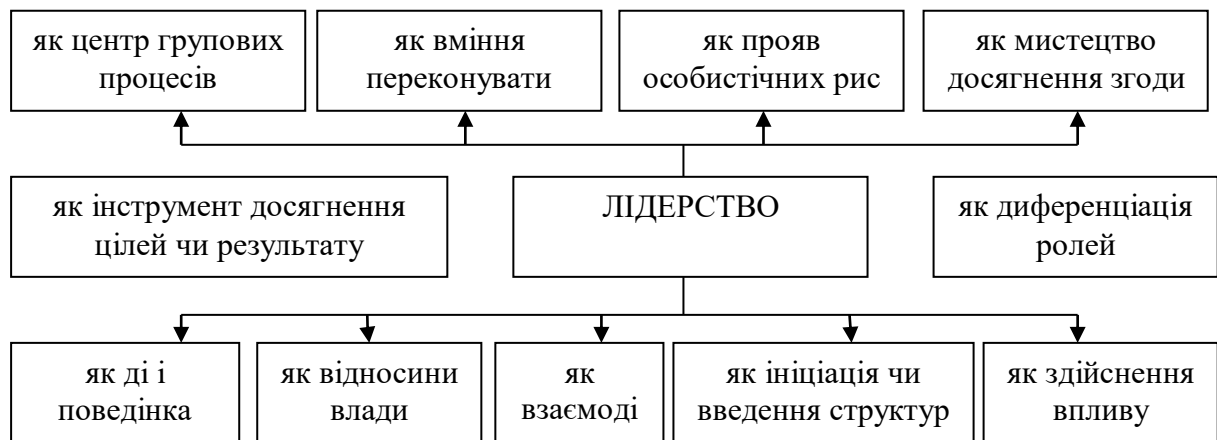 як центр групових
процесів
як вміння
переконувати
як прояв
особистічних рис
як мистецтво
досягнення згоди
як інструмент досягнення
цілей чи результату
ЛІДЕРСТВО
як диференціація
ролей
як ді і
поведінка
як відносини
влади
як
взаємоді
як ініціація чи
введення структур
як здійснення
впливу